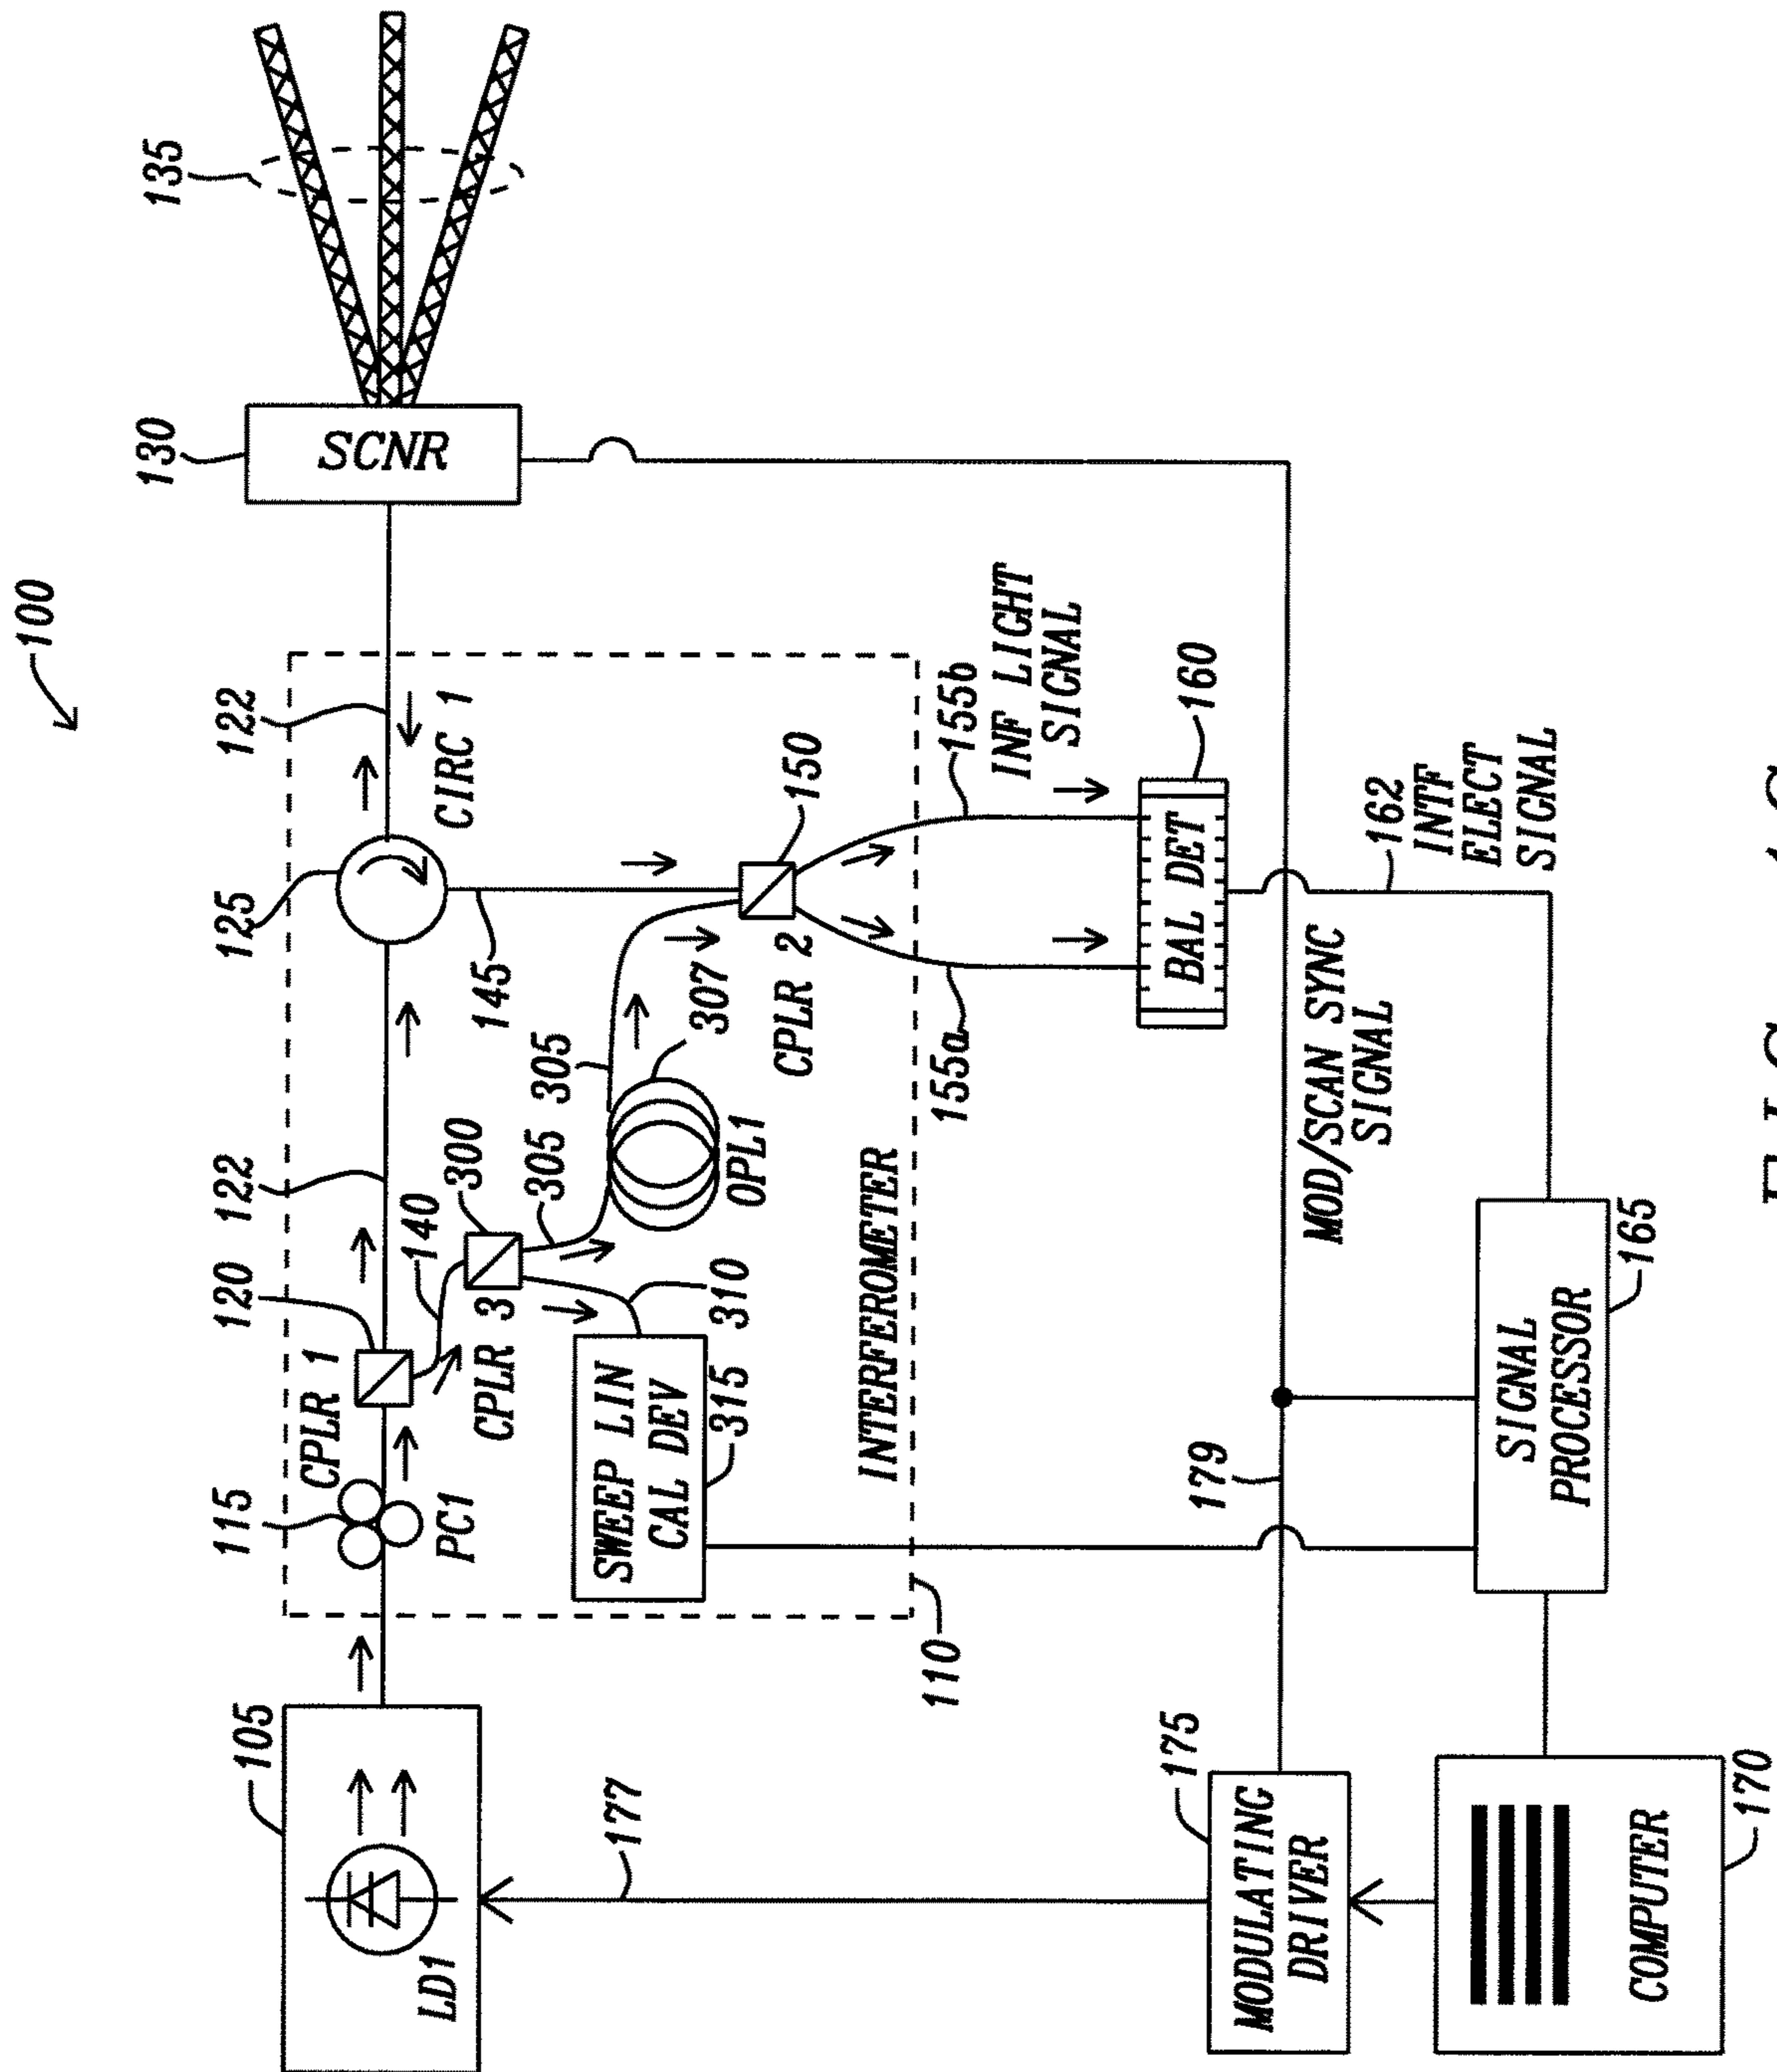 100
135
130
SCNR
122
CIRC 1
125
122
120
CPLR 1
115
PC1
145
140
300
305
305
307
OPL1
CPLR 3
310
SWEEP LIN
CAL DEV
315
CPLR 2
150
155a
155b
INF LIGHT
SIGNAL
160
BAL DET
162
INTF
ELECT
SIGNAL
INTERFEROMETER
110
MOD/SCAN SYNC
SIGNAL
179
SIGNAL
PROCESSOR
165
105
LD1
177
175
MODULATING
DRIVER
COMPUTER
170